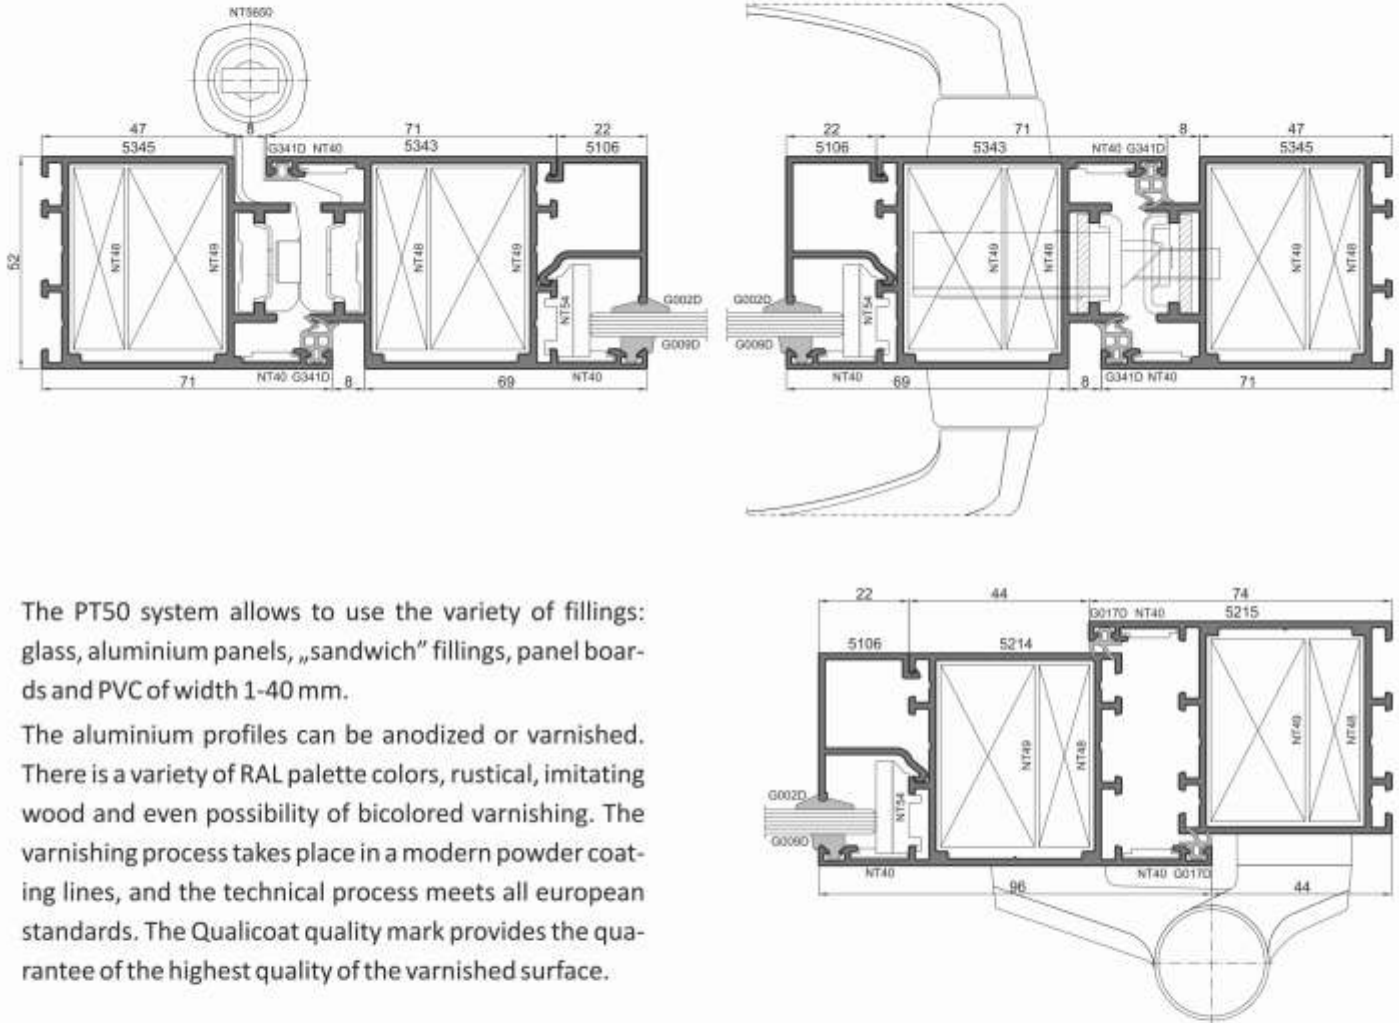 NT5650
47 8 71 22
5345 G341D NT40 5343 5106
52
NT48 NT49 NT48 NT49 NT54
G002D
G009D
NT40 G341D NT40
71 8 69
22 71 8 47
5106 5343 NT40 G341D 5345
NT54 NT49 NT48 NT49 NT48
G002D
G009D
NT40 G341D NT40
69 8 71
The PT50 system allows to use the variety of fillings:
glass, aluminium panels, „sandwich” fillings, panel boar-
ds and PVC of width 1-40 mm.
The aluminium profiles can be anodized or varnished.
There is a variety of RAL palette colors, rustical, imitating
wood and even possibility of bicolored varnishing. The
varnishing process takes place in a modern powder coat-
ing lines, and the technical process meets all european
standards. The Qualicoat quality mark provides the qua-
rantee of the highest quality of the varnished surface.
22 44 74
G017D NT40 5215
5106 5214
NT49 NT48 NT49 NT48
G002D NT54
G009D
NT40 NT40 G017D
96 44